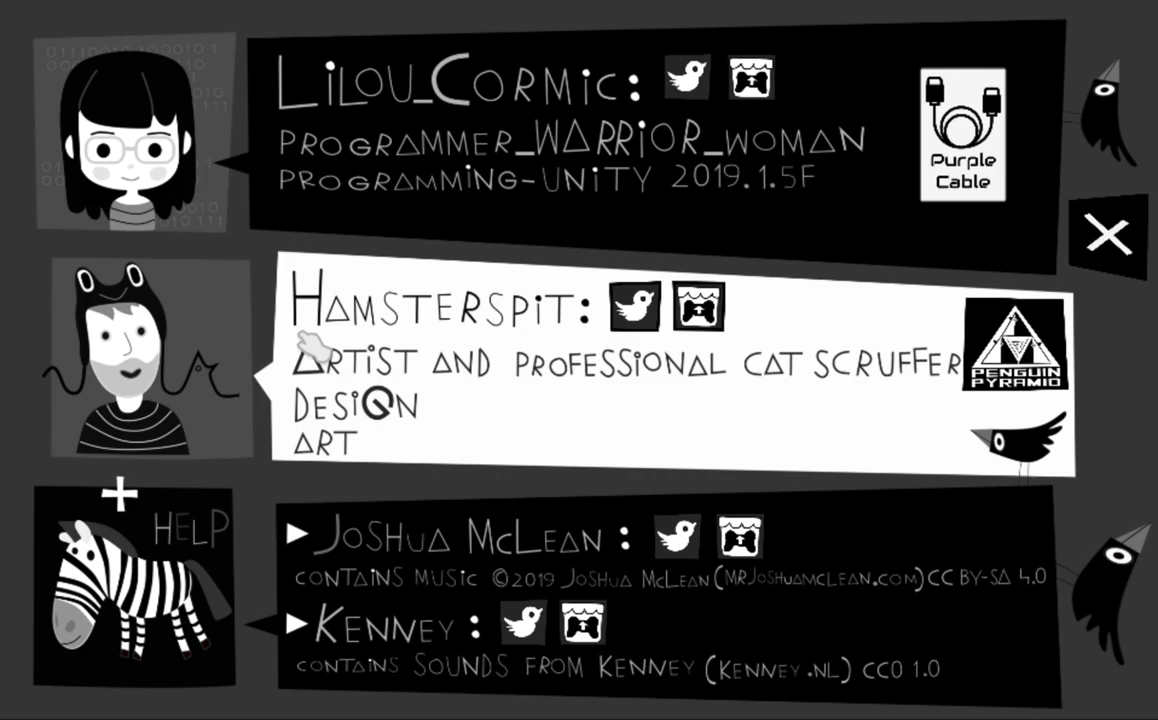 LiLOU_CORMiC:
PROGRAMMER_WARRiOR_WOMAN
PROGRAMMiNG-UNiTY 2019.1.5F
Purple
Cable
HAMSTERSPiT:
ARTiST AND PROFESSiONAL CAT SCRUFFER
DESiGN
ART
PENGUIN
PYRAMID
+
HELP
JOSHUA McLEAN :
CONTAiNS MUSiC ©2019 JOSHUA McLEAN(MRJOSHUAMCLEAN.COM)CC BY-SA 4.0
KENNEY :
CONTAiNS SOUNDS FROM KENNEY (KENNEY.NL) CC0 1.0